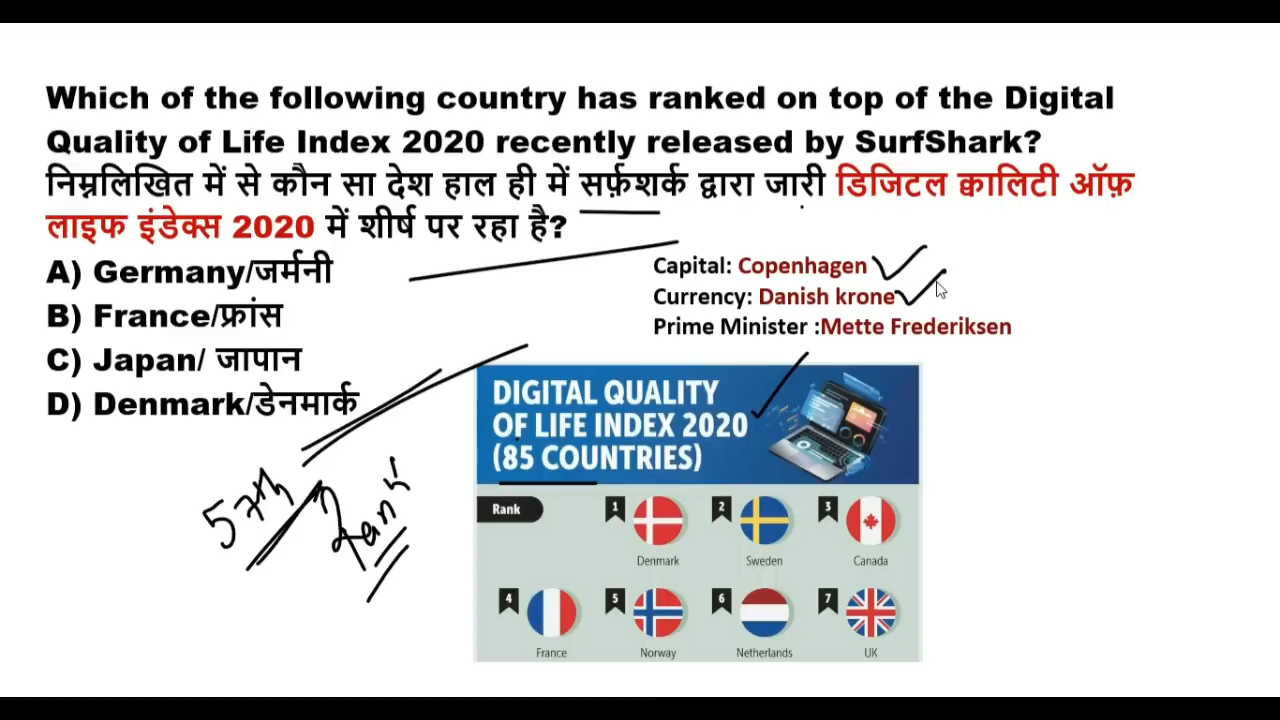 Which of the following country has ranked on top of the Digital
Quality of Life Index 2020 recently released by SurfShark?
निम्नलिखित में से कौन सा देश हाल ही में सर्फ़शर्क द्वारा जारी डिजिटल क्वालिटी ऑफ़
लाइफ इंडेक्स 2020 में शीर्ष पर रहा है?
A) Germany/जर्मनी
B) France/फ्रांस
C) Japan/ जापान
D) Denmark/डेनमार्क
Capital: Copenhagen
Currency: Danish krone
Prime Minister :Mette Frederiksen
57th Rank
DIGITAL QUALITY
OF LIFE INDEX 2020
(85 COUNTRIES)
Rank
1 2 3
Denmark Sweden Canada
4 5 6 7
France Norway Netherlands UK